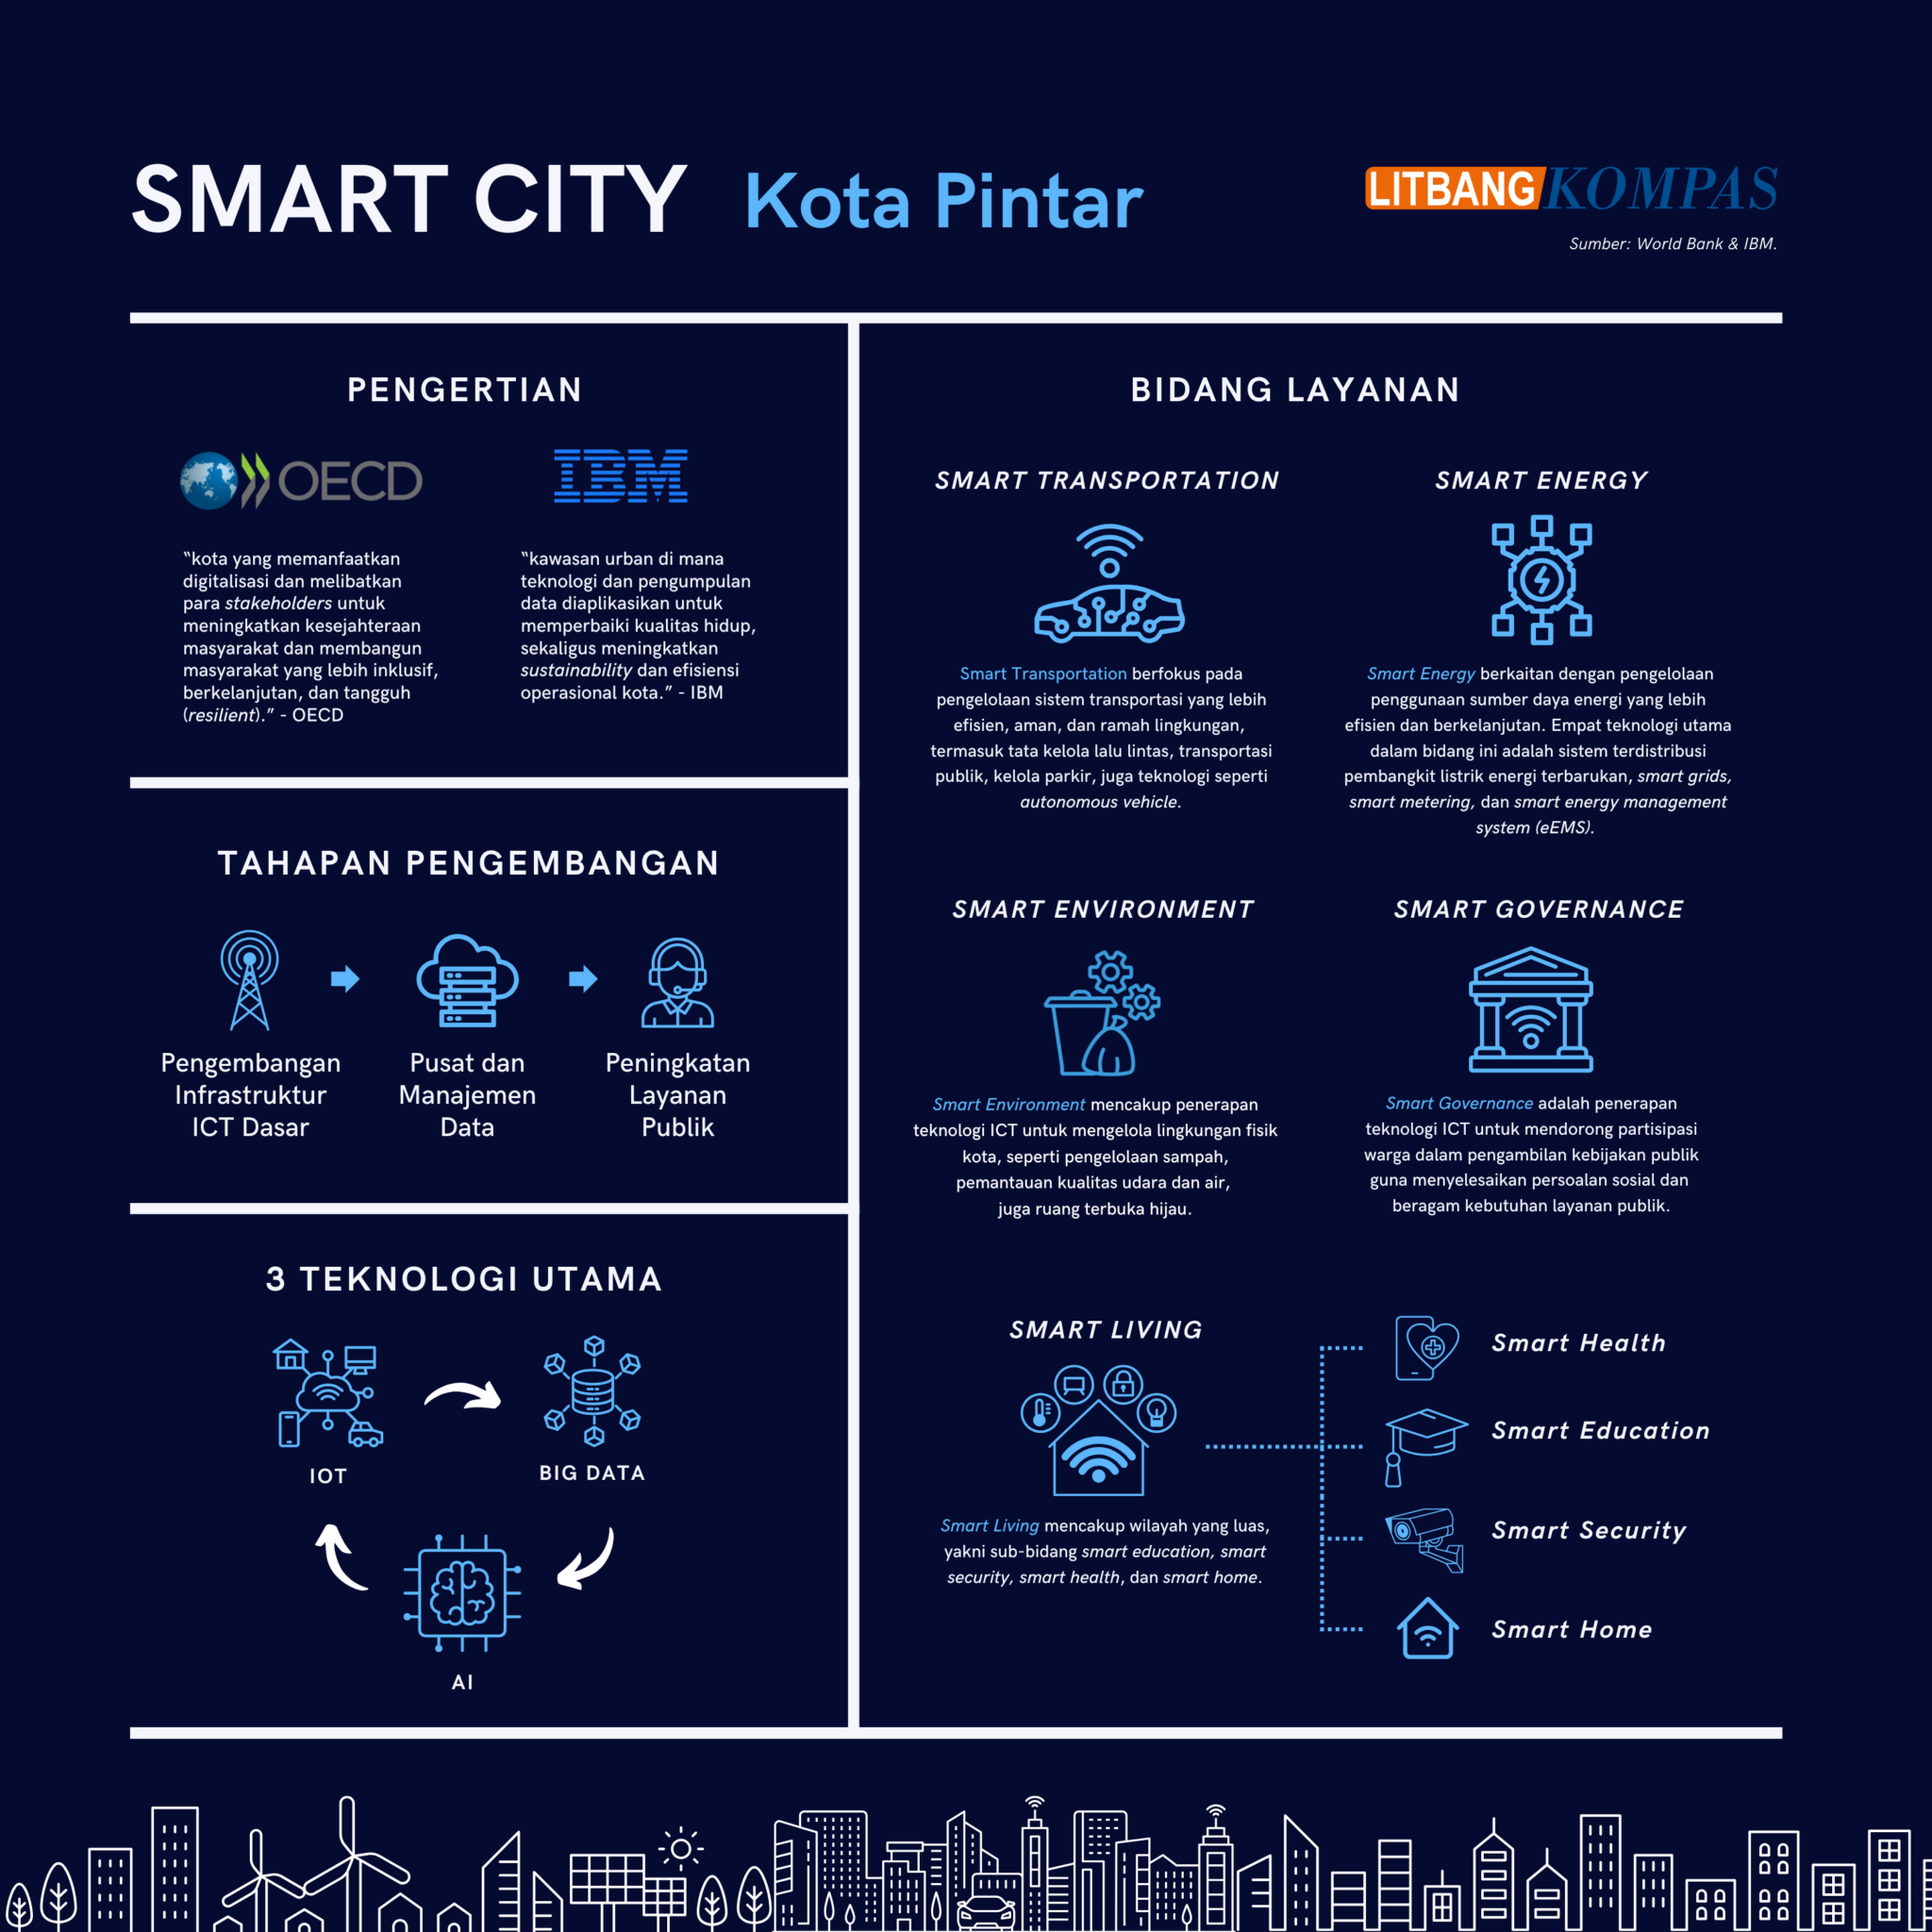 SMART CITY Kota Pintar
LITBANG KOMPAS
Sumber: World Bank & IBM.
PENGERTIAN
OECD
"kota yang memanfaatkan
digitalisasi dan melibatkan
para stakeholders untuk
meningkatkan kesejahteraan
masyarakat dan membangun
masyarakat yang lebih inklusif,
berkelanjutan, dan tangguh
(resilient)." - OECD
IBM
"kawasan urban di mana
teknologi dan pengumpulan
data diaplikasikan untuk
memperbaiki kualitas hidup,
sekaligus meningkatkan
sustainability dan efisiensi
operasional kota." - IBM
TAHAPAN PENGEMBANGAN
Pengembangan
Infrastruktur
ICT Dasar
Pusat dan
Manajemen
Data
Peningkatan
Layanan
Publik
3 TEKNOLOGI UTAMA
IOT
BIG DATA
AI
BIDANG LAYANAN
SMART TRANSPORTATION
Smart Transportation berfokus pada
pengelolaan sistem transportasi yang lebih
efisien, aman, dan ramah lingkungan,
termasuk tata kelola lalu lintas, transportasi
publik, kelola parkir, juga teknologi seperti
autonomous vehicle.
SMART ENERGY
Smart Energy berkaitan dengan pengelolaan
penggunaan sumber daya energi yang lebih
efisien dan berkelanjutan. Empat teknologi utama
dalam bidang ini adalah sistem terdistribusi
pembangkit listrik energi terbarukan, smart grids,
smart metering, dan smart energy management
system (eEMS).
SMART ENVIRONMENT
Smart Environment mencakup penerapan
teknologi ICT untuk mengelola lingkungan fisik
kota, seperti pengelolaan sampah,
pemantauan kualitas udara dan air,
juga ruang terbuka hijau.
SMART GOVERNANCE
Smart Governance adalah penerapan
teknologi ICT untuk mendorong partisipasi
warga dalam pengambilan kebijakan publik
guna menyelesaikan persoalan sosial dan
beragam kebutuhan layanan publik.
SMART LIVING
Smart Living mencakup wilayah yang luas,
yakni sub-bidang smart education, smart
security, smart health, dan smart home.
Smart Health
Smart Education
Smart Security
Smart Home